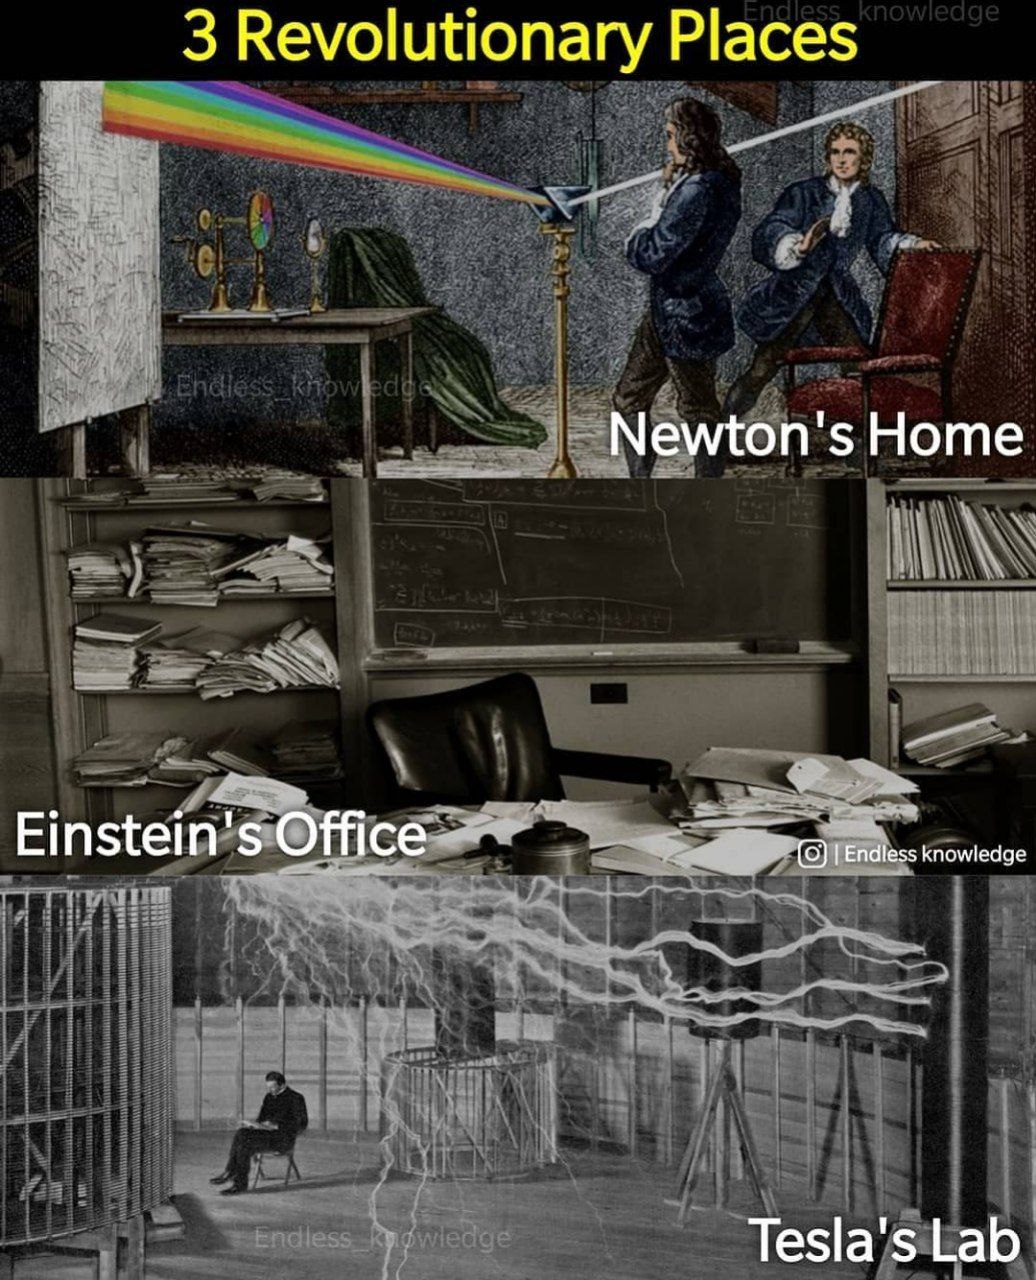 Endless_knowledge
3 Revolutionary Places
Endless_knowledge
Newton's Home
Einstein's Office
| Endless knowledge
Endless_knowledge
Tesla's Lab